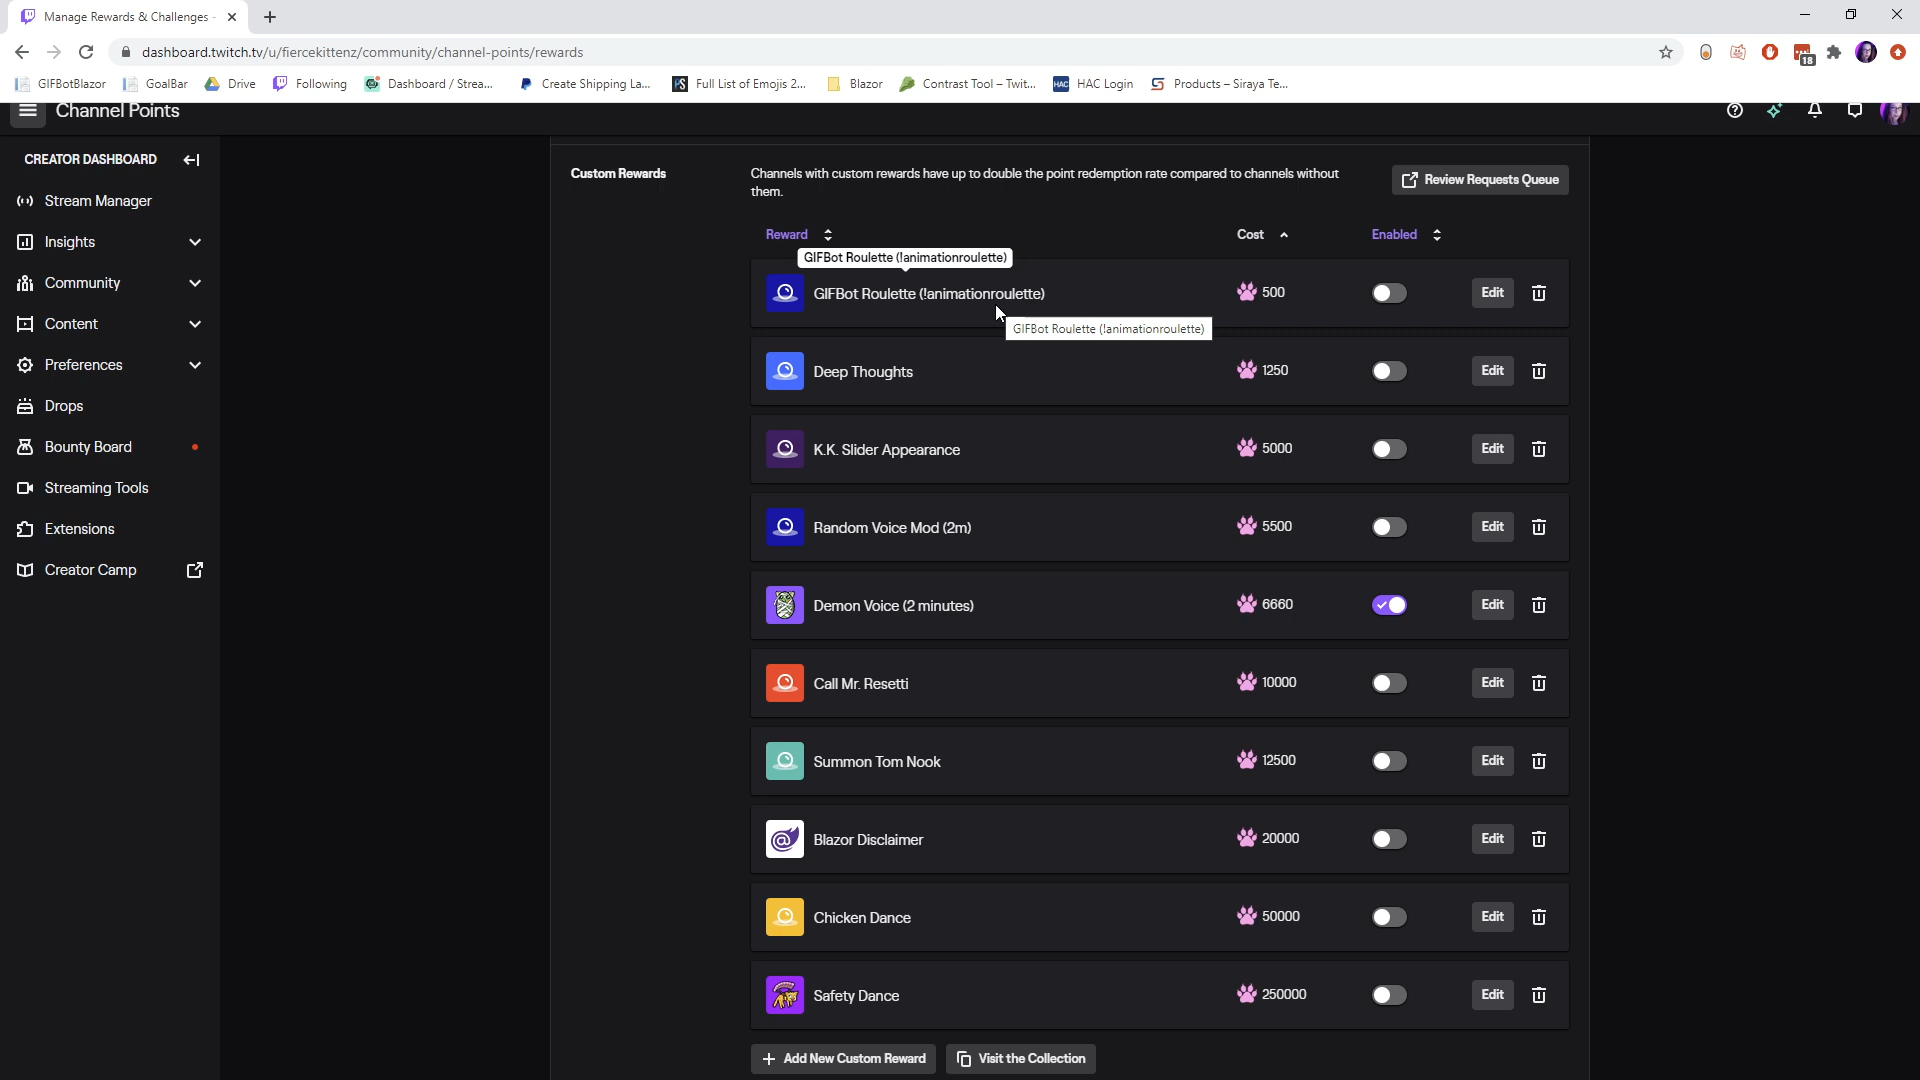 Manage Rewards & Challenges -
dashboard.twitch.tv/u/fiercekittenz/community/channel-points/rewards
18
GIFBotBlazor
GoalBar
Drive
Following
Dashboard / Strea...
Create Shipping La...
Full List of Emojis 2...
Blazor
Contrast Tool – Twit...
HAC Login
Products – Siraya Te...
Channel Points
CREATOR DASHBOARD
Stream Manager
Insights
Community
Content
Preferences
Drops
Bounty Board
Streaming Tools
Extensions
Creator Camp
Custom Rewards
Channels with custom rewards have up to double the point redemption rate compared to channels without
them.
Review Requests Queue
Reward Cost Enabled
GIFBot Roulette (!animationroulette)
GIFBot Roulette (!animationroulette) 500 Edit
GIFBot Roulette (!animationroulette)
Deep Thoughts 1250 Edit
K.K. Slider Appearance 5000 Edit
Random Voice Mod (2m) 5500 Edit
Demon Voice (2 minutes) 6660 Edit
Call Mr. Resetti 10000 Edit
Summon Tom Nook 12500 Edit
Blazor Disclaimer 20000 Edit
Chicken Dance 50000 Edit
Safety Dance 250000 Edit
Add New Custom Reward
Visit the Collection